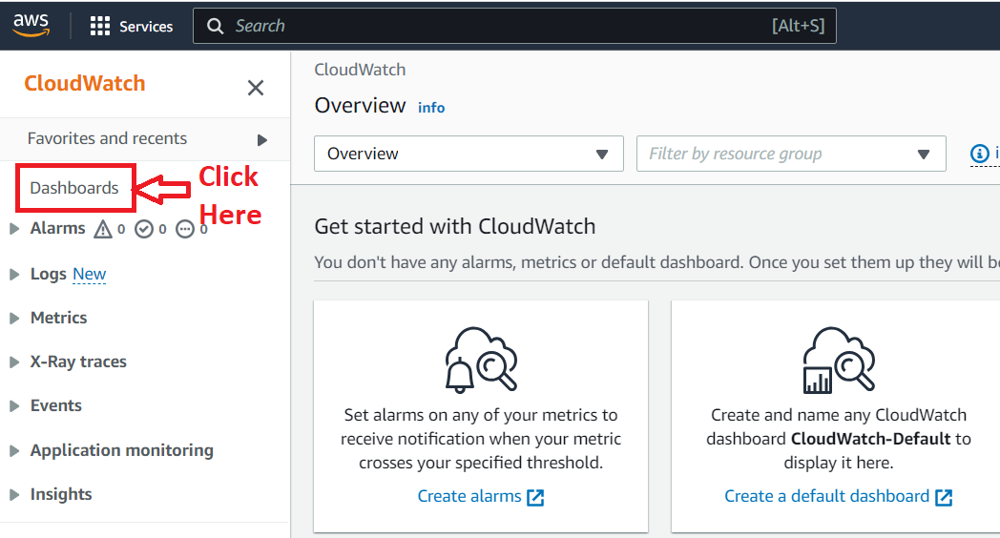 aws
Services
Search
[Alt+S]
CloudWatch
Favorites and recents
Dashboards
Click
Here
Alarms 0 0 0
Logs New
Metrics
X-Ray traces
Events
Application monitoring
Insights
CloudWatch
Overview info
Overview
Filter by resource group
Get started with CloudWatch
You don't have any alarms, metrics or default dashboard. Once you set them up they will
Set alarms on any of your metrics to
receive notification when your metric
crosses your specified threshold.
Create alarms
Create and name any CloudWatch
dashboard CloudWatch-Default to
display it here.
Create a default dashboard